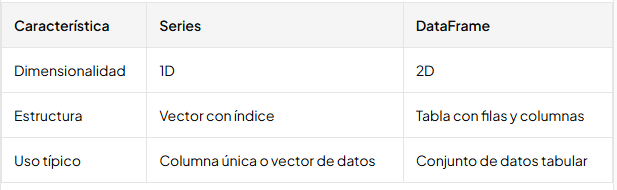 Característica Series DataFrame
Dimensionalidad 1D 2D
Estructura Vector con índice Tabla con filas y columnas
Uso típico Columna única o vector de datos Conjunto de datos tabular